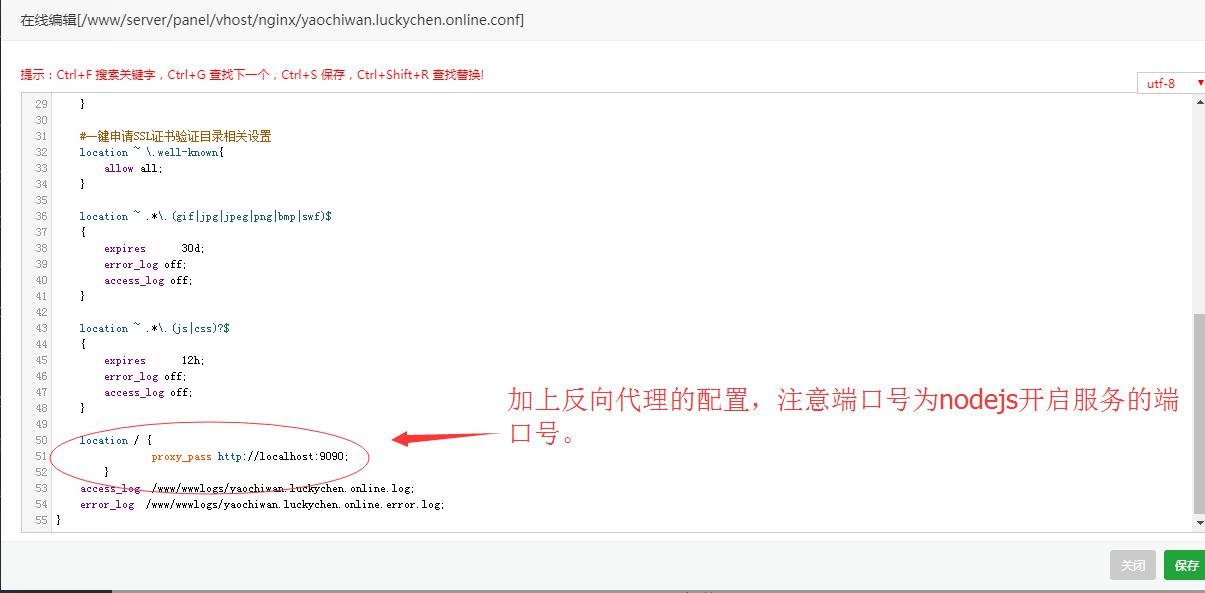 在线编辑[/www/server/panel/vhost/nginx/yaochiwan.luckychen.online.conf]
提示：Ctrl+F 搜索关键字，Ctrl+G 查找下一个，Ctrl+S 保存，Ctrl+Shift+R 查找替换!
utf-8
29 }
30
31 #一键申请SSL证书验证目录相关设置
32 location ~ \.well-known{
33 allow all;
34 }
35
36 location ~ .*\.(gif|jpg|jpeg|png|bmp|swf)$
37 {
38 expires 30d;
39 error_log off;
40 access_log off;
41 }
42
43 location ~ .*\.(js|css)?$
44 {
45 expires 12h;
46 error_log off;
47 access_log off;
48 }
49
加上反向代理的配置，注意端口号为nodejs开启服务的端
口号。
50 location / {
51 proxy_pass http://localhost:9090;
52 }
53 access_log /www/wwwlogs/yaochiwan.luckychen.online.log;
54 error_log /www/wwwlogs/yaochiwan.luckychen.online.error.log;
55 }
关闭
保存